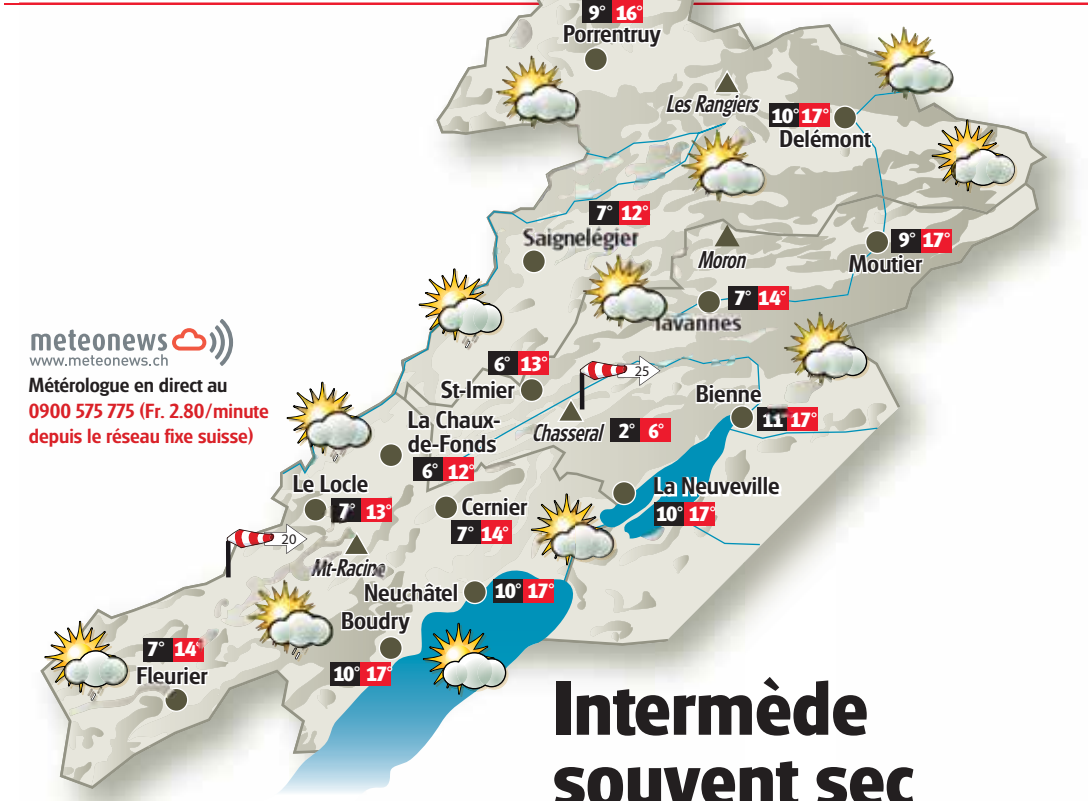 9° 16°
Porrentruy
Les Rangiers
10° 17°
Delémont
7° 12°
Saignelégier
Moron
9° 17°
Moutier
7° 14°
Tavannes
meteonews
www.meteonews.ch
Météorologue en direct au
0900 575 775 (Fr. 2.80/minute
depuis le réseau fixe suisse)
6° 13°
St-Imier
25
Bienne
11° 17°
Chasseral 2° 6°
La Chaux-
de-Fonds
6° 12°
Le Locle
7° 13°
Cernier
7° 14°
La Neuveville
10° 17°
20
Mt-Racine
Neuchâtel 10° 17°
Boudry
10° 17°
7° 14°
Fleurier
Intermède
souvent sec